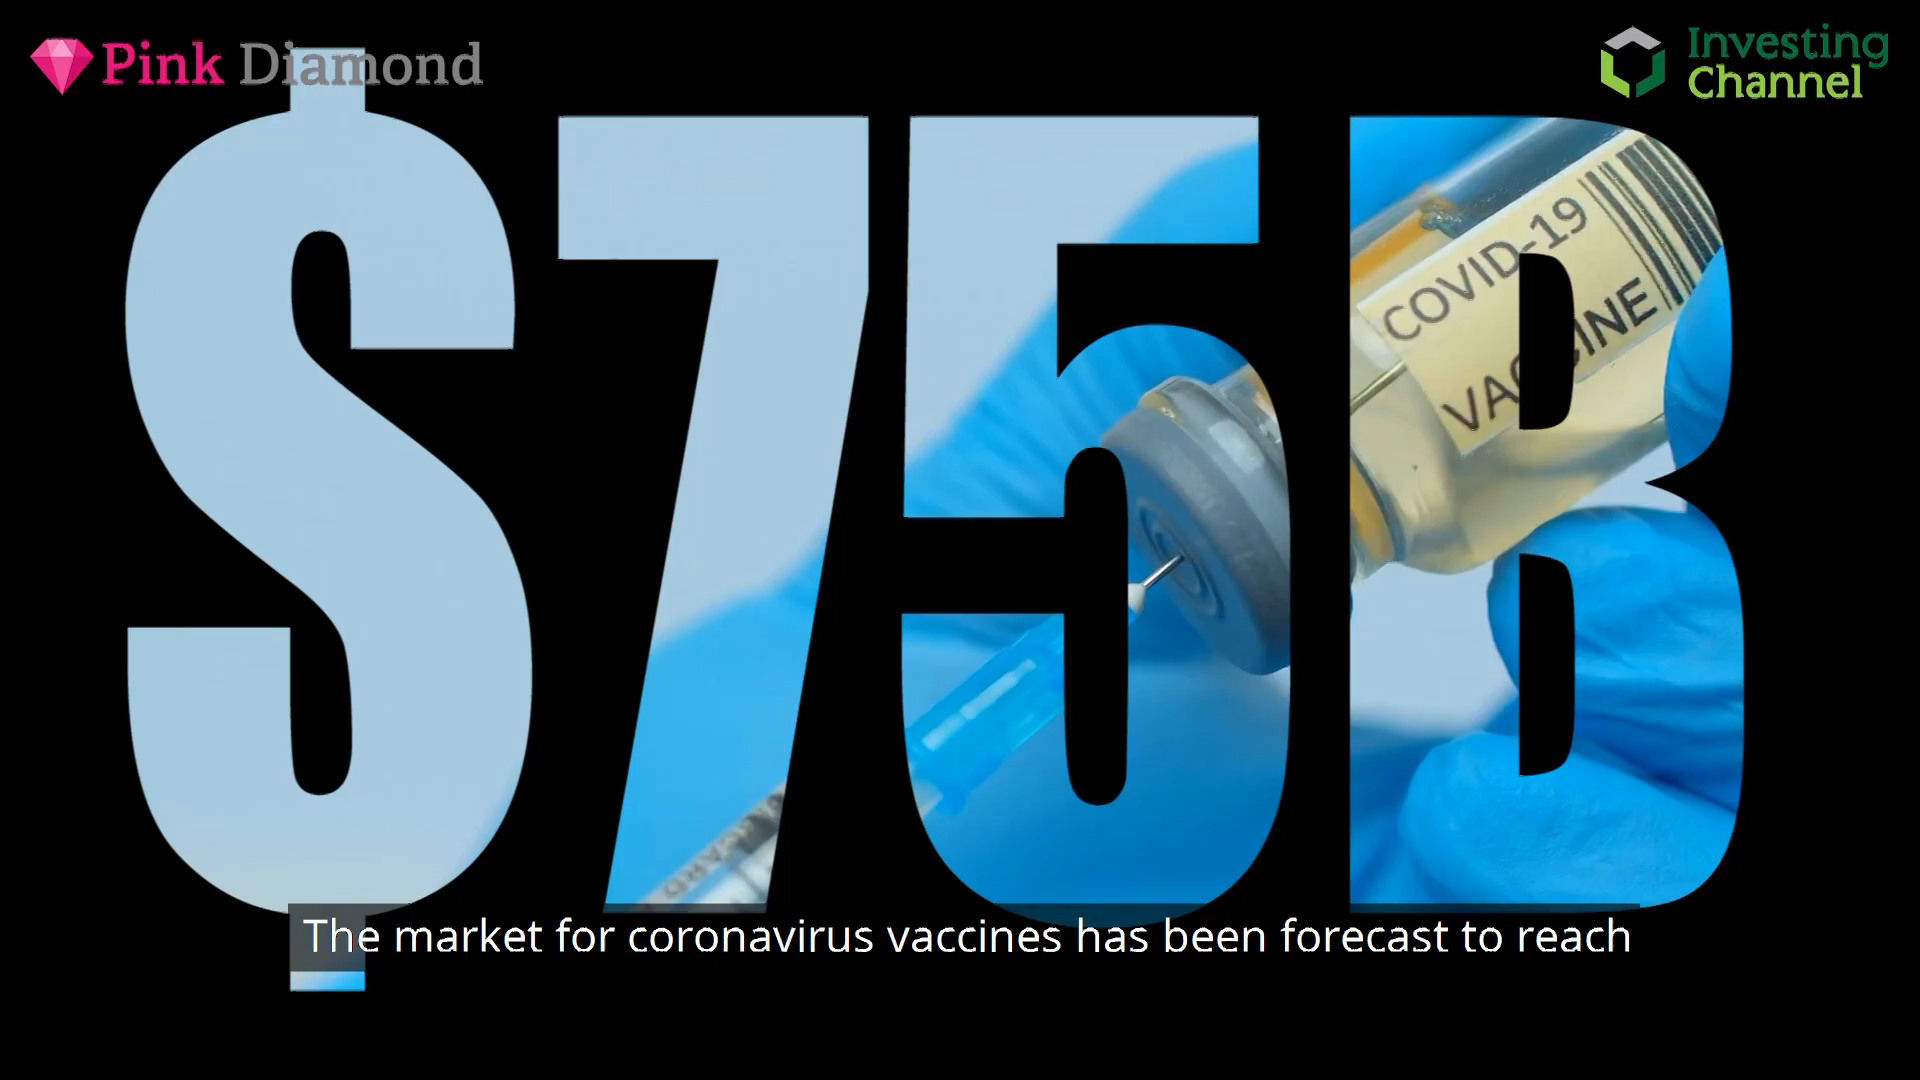 Pink Diamond
Investing
Channel
$75B
COVID-19
VACCINE
The market for coronavirus vaccines has been forecast to reach